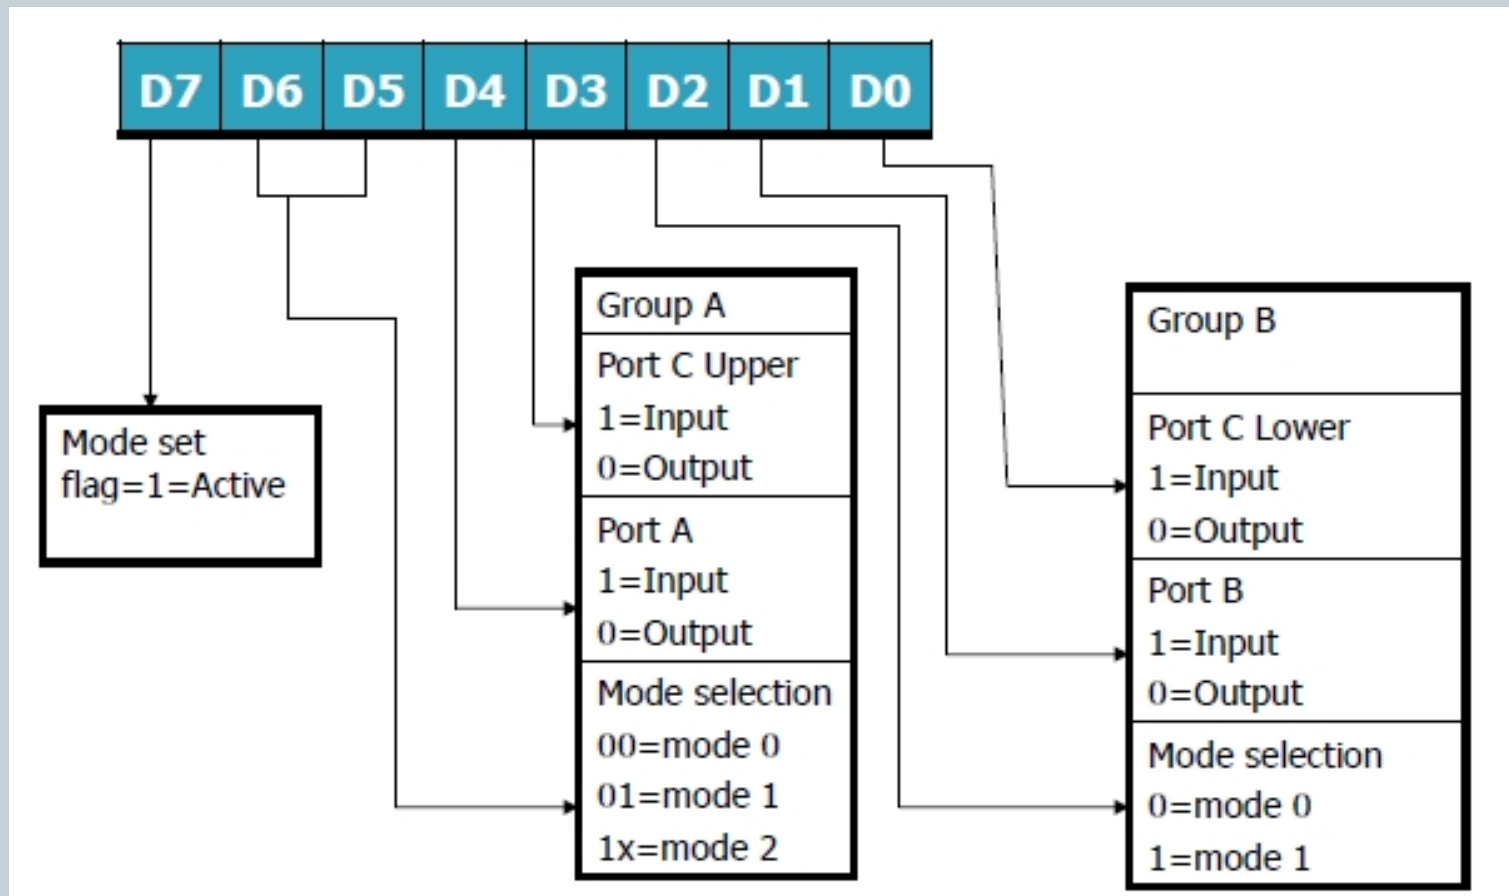 D7 D6 D5 D4 D3 D2 D1 D0
Mode set
flag=1=Active
Group A
Port C Upper
1=Input
0=Output
Port A
1=Input
0=Output
Mode selection
00=mode 0
01=mode 1
1x=mode 2
Group B
Port C Lower
1=Input
0=Output
Port B
1=Input
0=Output
Mode selection
0=mode 0
1=mode 1